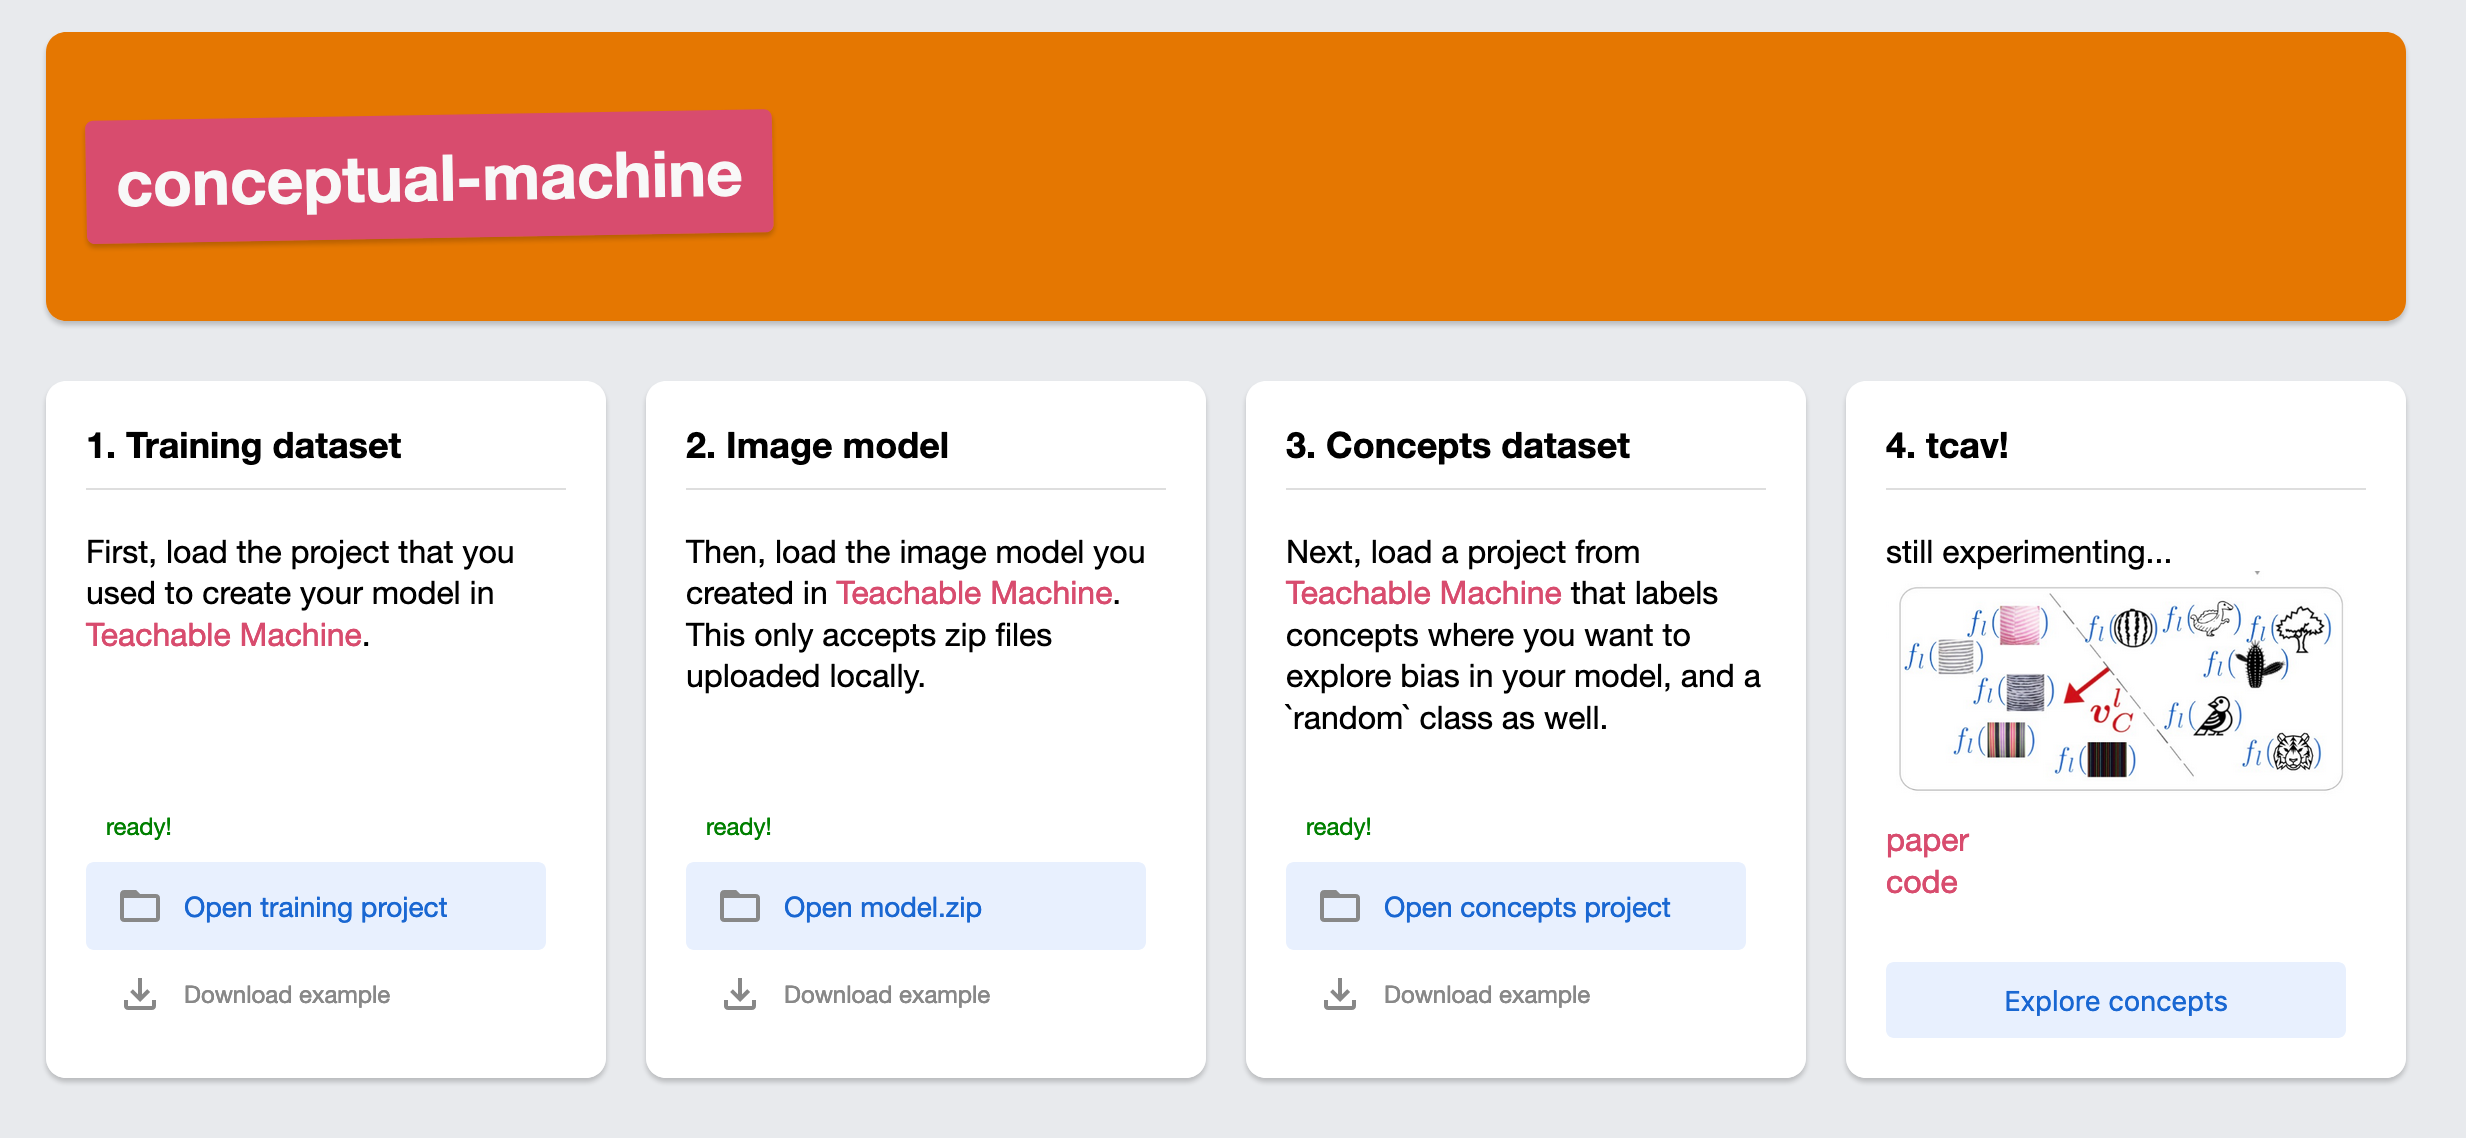 conceptual-machine
1. Training dataset
First, load the project that you
used to create your model in
Teachable Machine.
ready!
Open training project
Download example
2. Image model
Then, load the image model you
created in Teachable Machine.
This only accepts zip files
uploaded locally.
ready!
Open model.zip
Download example
3. Concepts dataset
Next, load a project from
Teachable Machine that labels
concepts where you want to
explore bias in your model, and a
`random` class as well.
ready!
Open concepts project
Download example
4. tcav!
still experimenting...
f_l( )
f_l( )
f_l( )
f_l( )
f_l( )
f_l( )
f_l( )
f_l( )
v_C^l
f_l( )
f_l( )
f_l( )
paper
code
Explore concepts